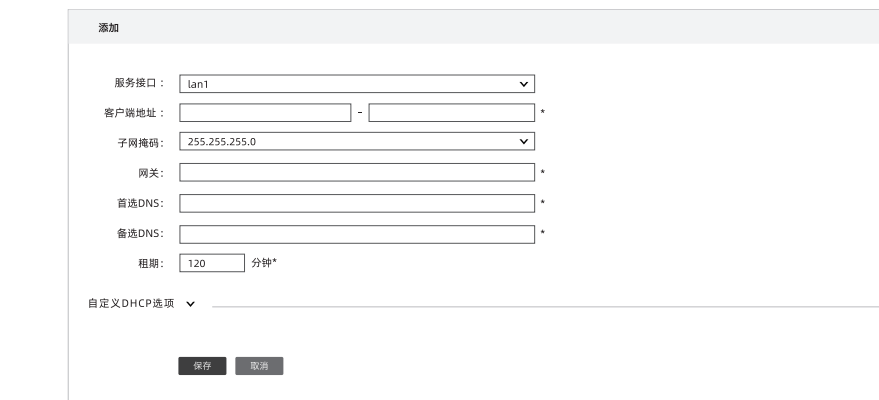 添加
服务接口： lan1
客户端地址： - *
子网掩码： 255.255.255.0
网关： *
首选DNS： *
备选DNS： *
租期： 120 分钟*
自定义DHCP选项
保存 取消